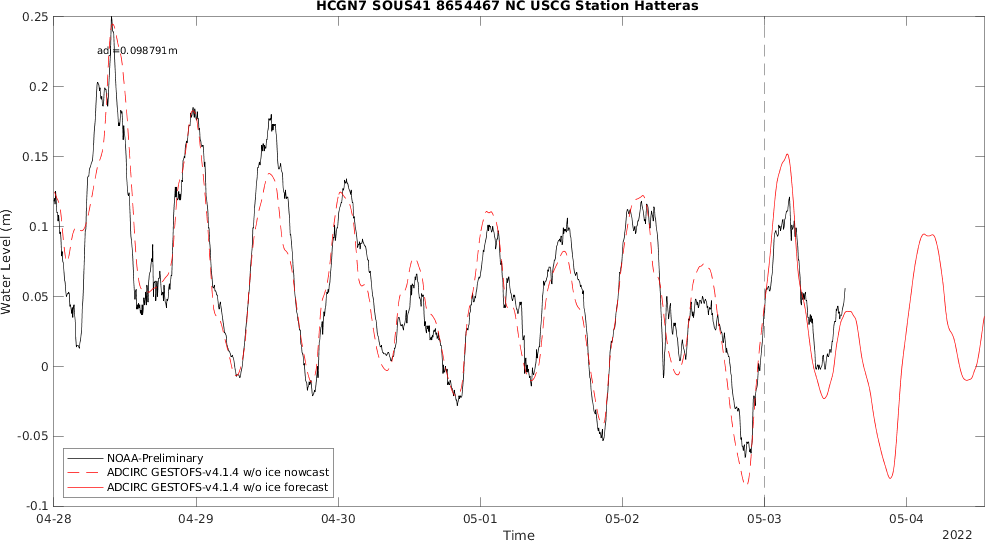 HCGN7 SOUS41 8654467 NC USCG Station Hatteras
0.25
ad =0.098791m
0.2
0.15
0.1
0.05
0
-0.05
-0.1
Water Level (m)
NOAA-Preliminary
ADCIRC GESTOFS-v4.1.4 w/o ice nowcast
ADCIRC GESTOFS-v4.1.4 w/o ice forecast
04-28 04-29 04-30 05-01 05-02 05-03 05-04
Time
2022